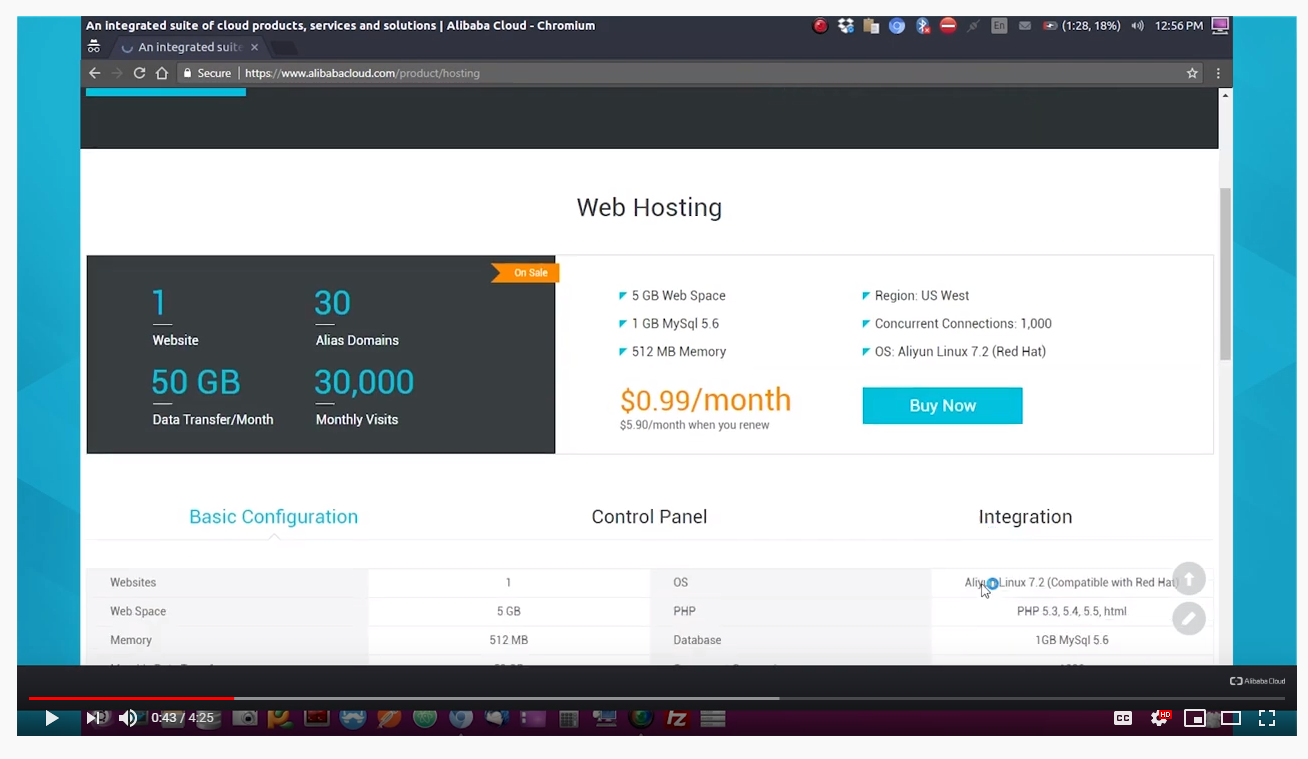 An integrated suite of cloud products, services and solutions | Alibaba Cloud - Chromium
En (1:28, 18%) 12:56 PM
An integrated suite
Secure | https://www.alibabacloud.com/product/hosting
Web Hosting
On Sale
1 30
Website Alias Domains
50 GB 30,000
Data Transfer/Month Monthly Visits
5 GB Web Space Region: US West
1 GB MySql 5.6 Concurrent Connections: 1,000
512 MB Memory OS: Aliyun Linux 7.2 (Red Hat)
$0.99/month Buy Now
$5.90/month when you renew
Basic Configuration Control Panel Integration
Websites 1 OS Aliyun Linux 7.2 (Compatible with Red Hat)
Web Space 5 GB PHP PHP 5.3, 5.4, 5.5, html
Memory 512 MB Database 1GB MySql 5.6
Alibaba Cloud
0:43 / 4:25 CC HD